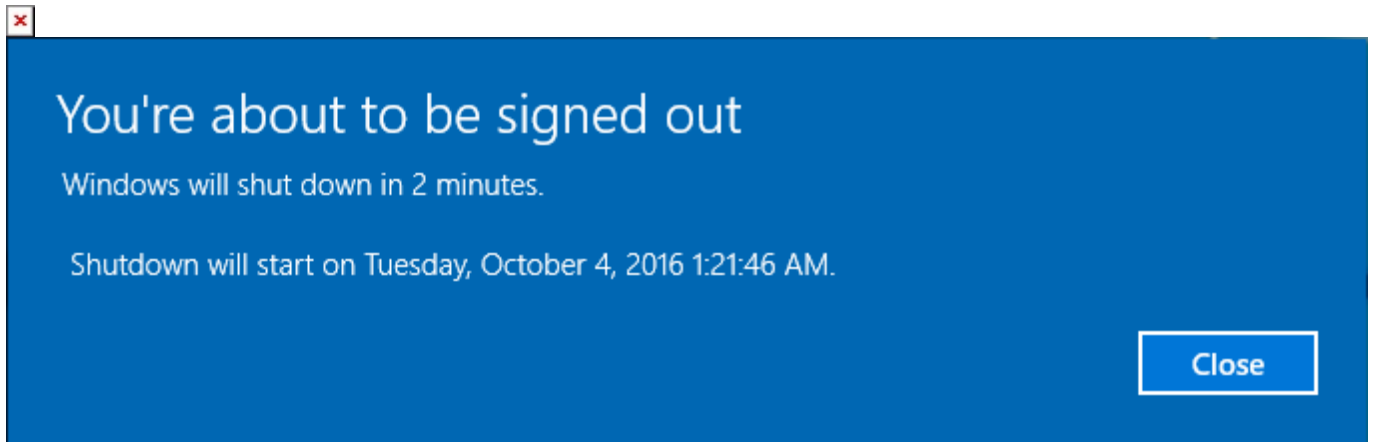 You're about to be signed out
Windows will shut down in 2 minutes.
Shutdown will start on Tuesday, October 4, 2016 1:21:46 AM.
Close